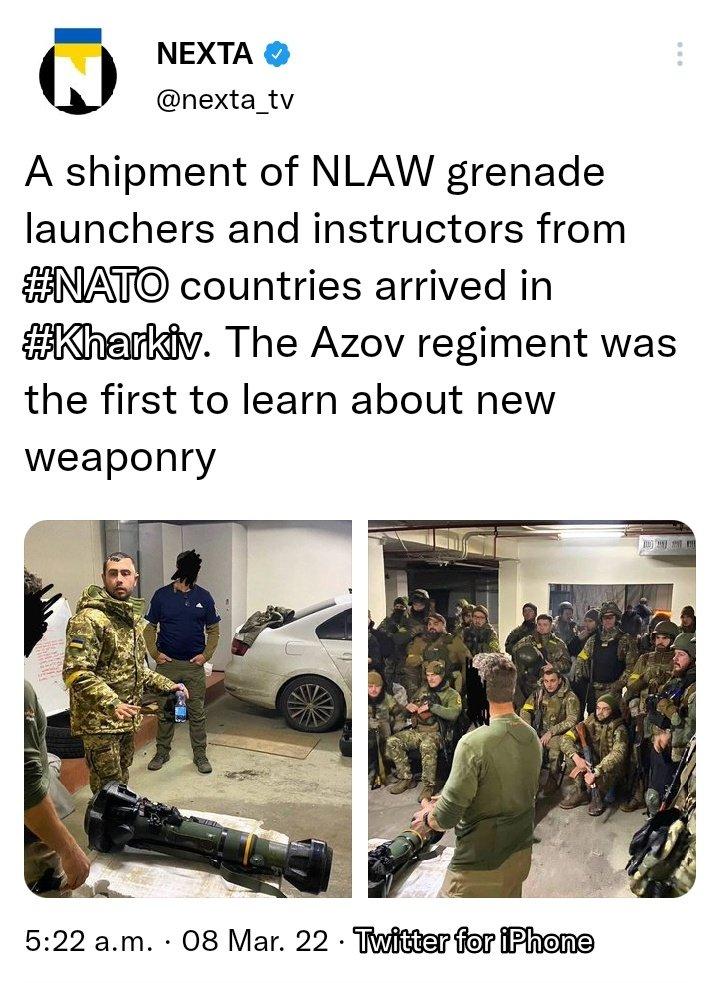 NEXTA
@nexta_tv
A shipment of NLAW grenade
launchers and instructors from
#NATO countries arrived in
#Kharkiv. The Azov regiment was
the first to learn about new
weaponry
5:22 a.m. · 08 Mar. 22 · Twitter for iPhone